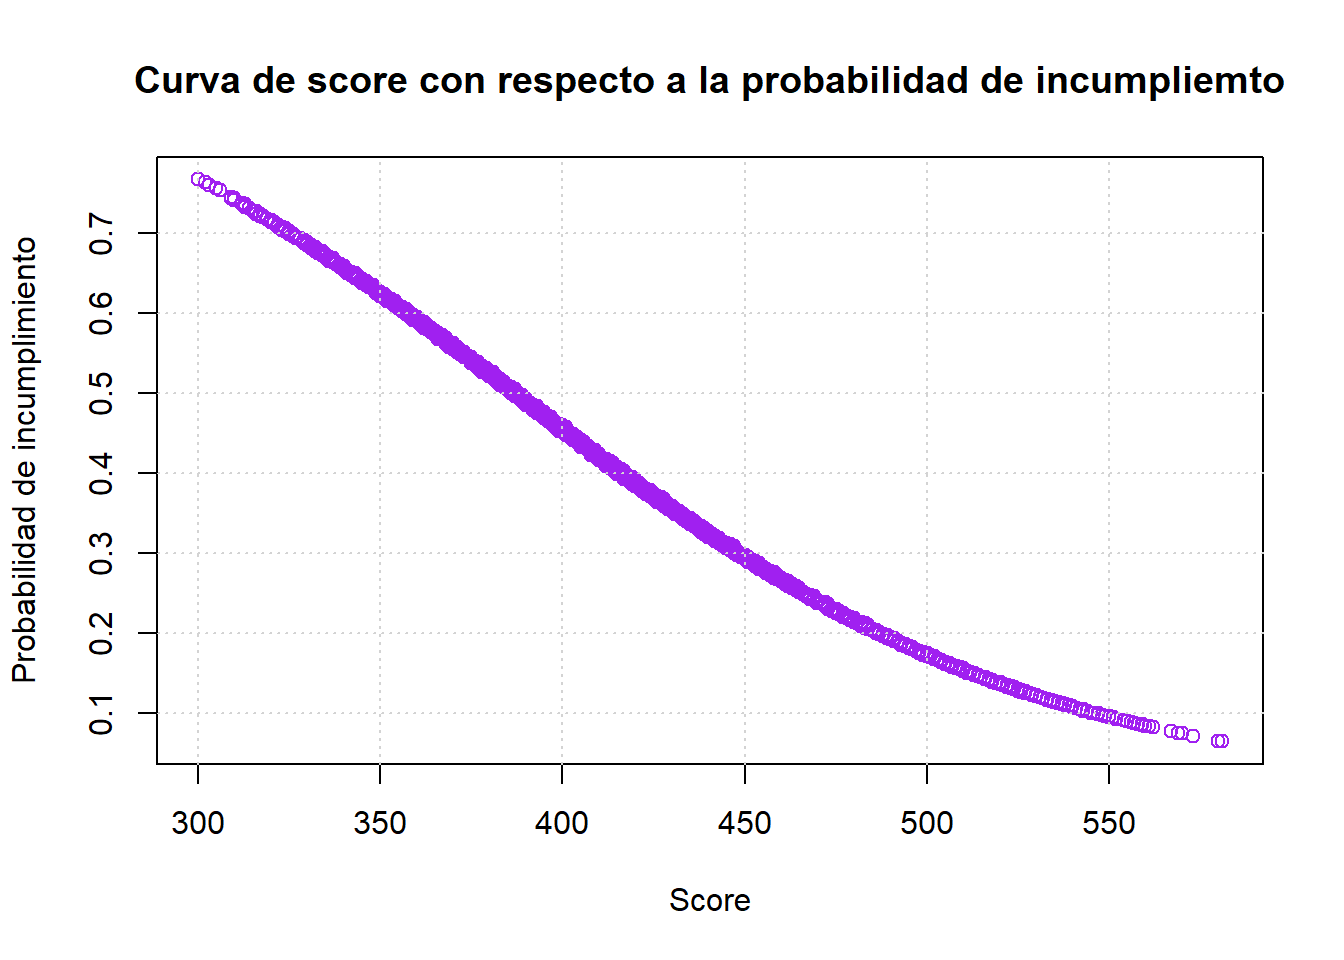 Curva de score con respecto a la probabilidad de incumpliemto
Probabilidad de incumplimiento
0.7
0.6
0.5
0.4
0.3
0.2
0.1
300 350 400 450 500 550
Score